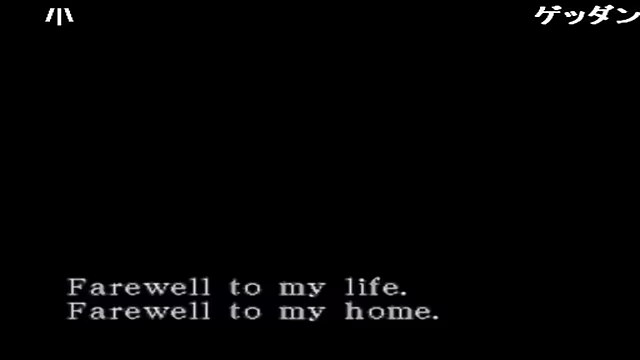 小
ゲッダン
Farewell to my life.
Farewell to my home.